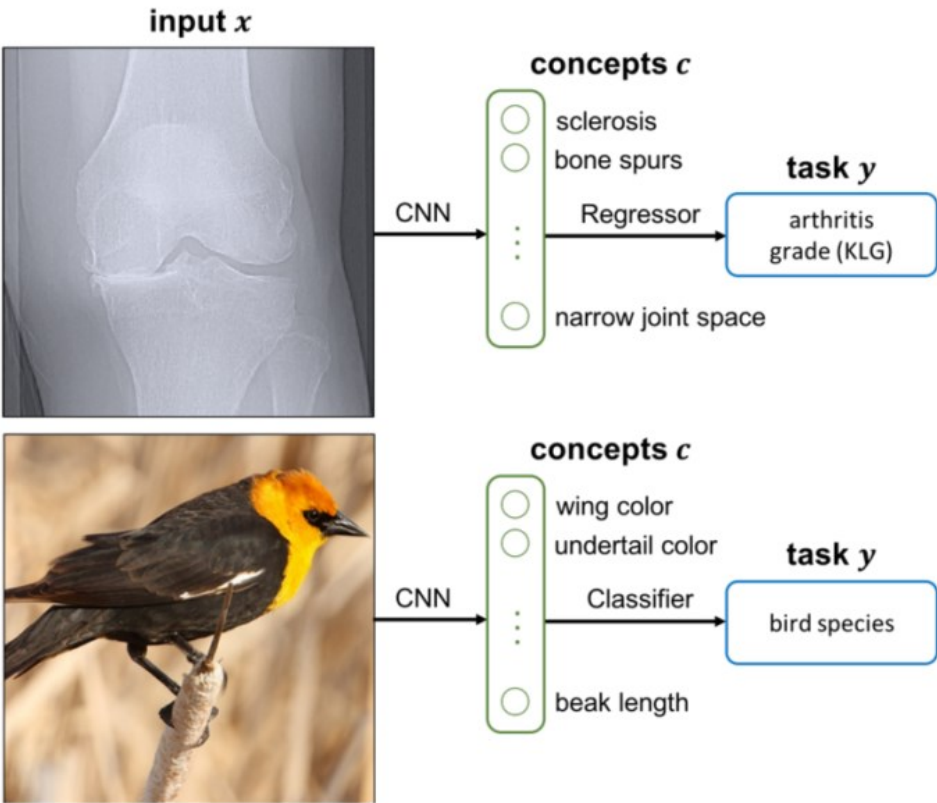 input x
concepts c
sclerosis
bone spurs
task y
CNN
Regressor
arthritis
grade (KLG)
narrow joint space
concepts c
wing color
undertail color
task y
CNN
Classifier
bird species
beak length